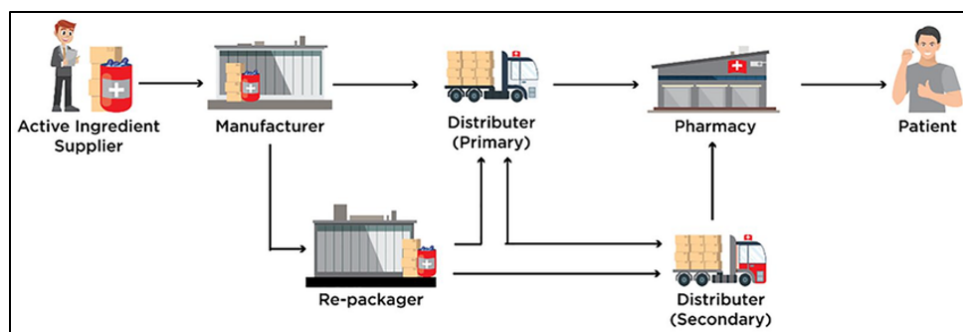 Active Ingredient
Supplier
Manufacturer
Distributer
(Primary)
Pharmacy
Patient
Re-packager
Distributer
(Secondary)